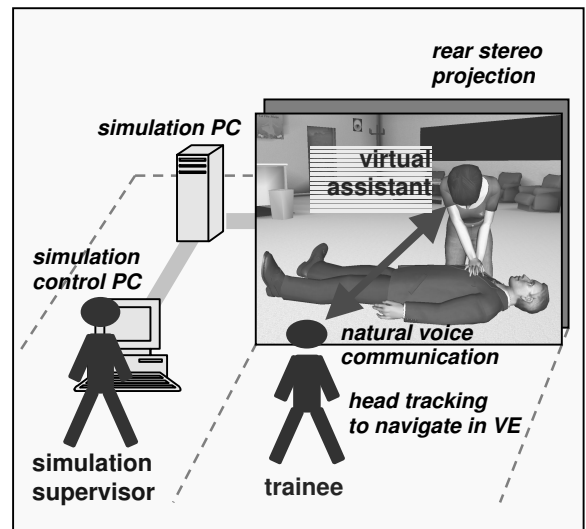 rear stereo
projection
simulation PC
virtual
assistant
simulation
control PC
natural voice
communication
head tracking
to navigate in VE
simulation
supervisor
trainee